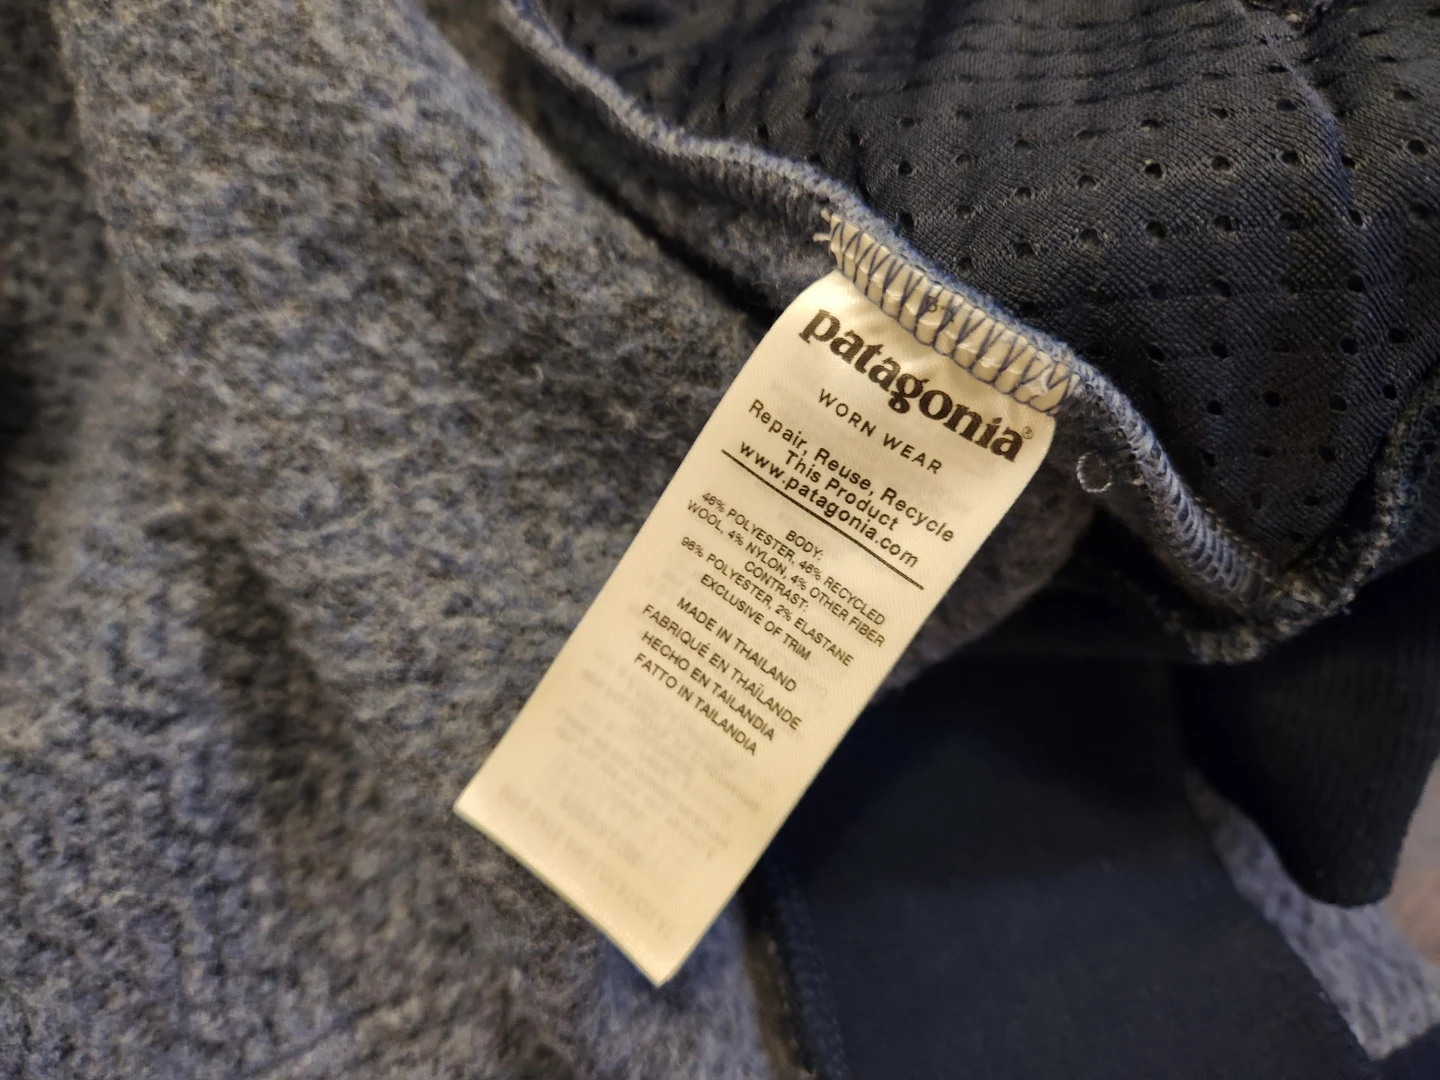 patagonia®
WORN WEAR
Repair, Reuse, Recycle
This Product
www.patagonia.com
BODY:
46% POLYESTER, 46% RECYCLED
WOOL, 4% NYLON, 4% OTHER FIBER
CONTRAST:
98% POLYESTER, 2% ELASTANE
EXCLUSIVE OF TRIM
MADE IN THAILAND
FABRIQUÉ EN THAÏLANDE
HECHO EN TAILANDIA
FATTO IN TAILANDIA